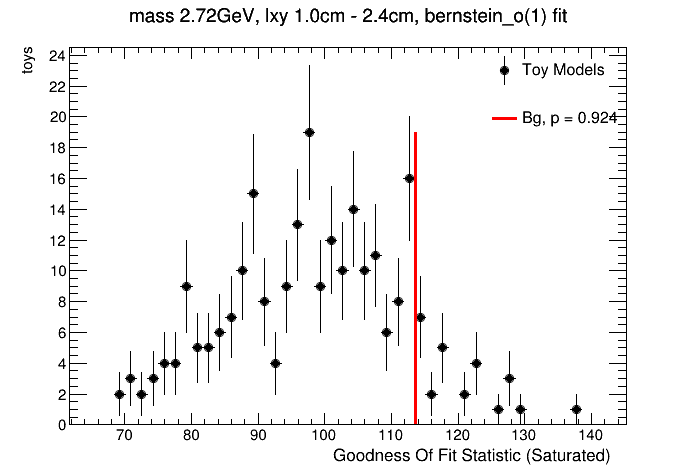 mass 2.72GeV, lxy 1.0cm - 2.4cm, bernstein_o(1) fit
toys
24
22
20
18
16
14
12
10
8
6
4
2
0
Toy Models
Bg, p = 0.924
70 80 90 100 110 120 130 140
Goodness Of Fit Statistic (Saturated)